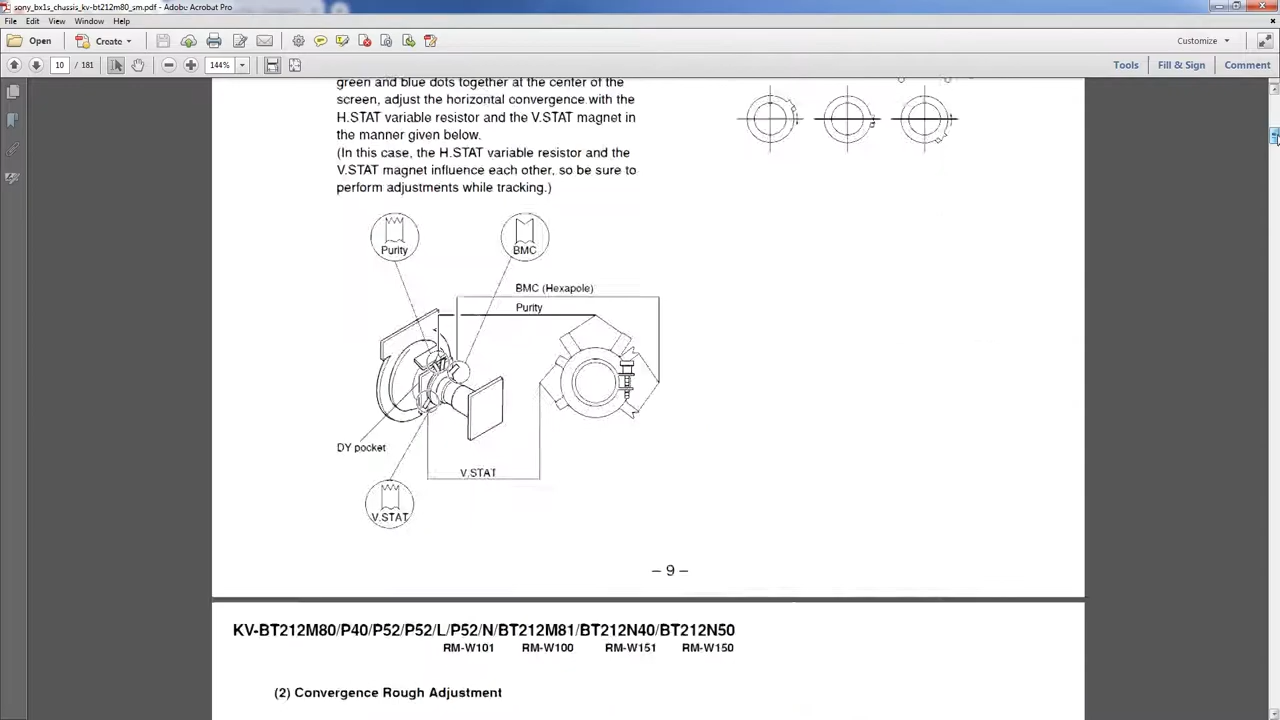 sony_bx1s_chassis_kv-bt212m80_sm.pdf - Adobe Acrobat Pro
File Edit View Window Help
Open Create Customize
10 / 181 144% Tools Fill & Sign Comment
green and blue dots together at the center of the
screen, adjust the horizontal convergence with the
H.STAT variable resistor and the V.STAT magnet in
the manner given below.
(In this case, the H.STAT variable resistor and the
V.STAT magnet influence each other, so be sure to
perform adjustments while tracking.)
Purity
BMC
BMC (Hexapole)
Purity
DY pocket
V.STAT
V.STAT
– 9 –
KV-BT212M80/P40/P52/P52/L/P52/N/BT212M81/BT212N40/BT212N50
RM-W101 RM-W100 RM-W151 RM-W150
(2) Convergence Rough Adjustment